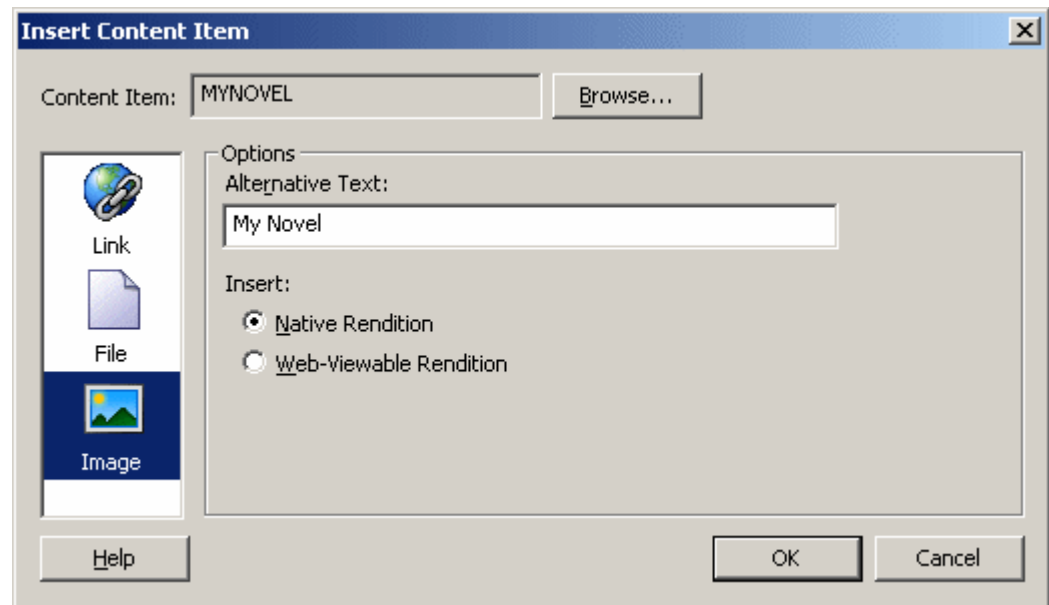 Insert Content Item
Content Item: MYNOVEL Browse...
Options
Alternative Text:
My Novel
Link
Insert:
Native Rendition
File
Web-Viewable Rendition
Image
Help OK Cancel